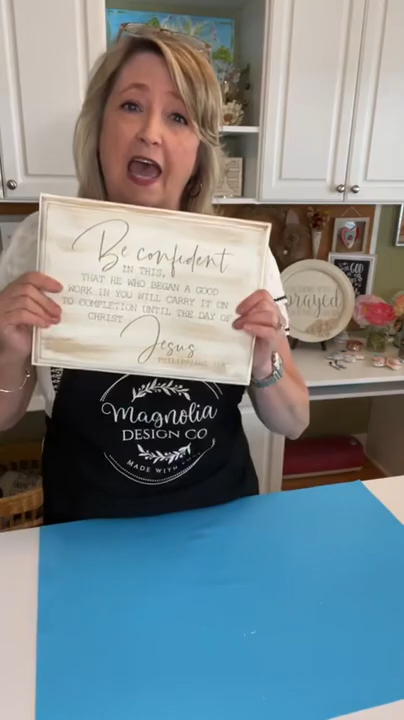 Be confident
IN THIS,
THAT HE WHO BEGAN A GOOD
WORK IN YOU WILL CARRY IT ON
TO COMPLETION UNTIL THE DAY OF
CHRIST
Jesus
Magnolia
DESIGN CO
MADE WITH
prayed